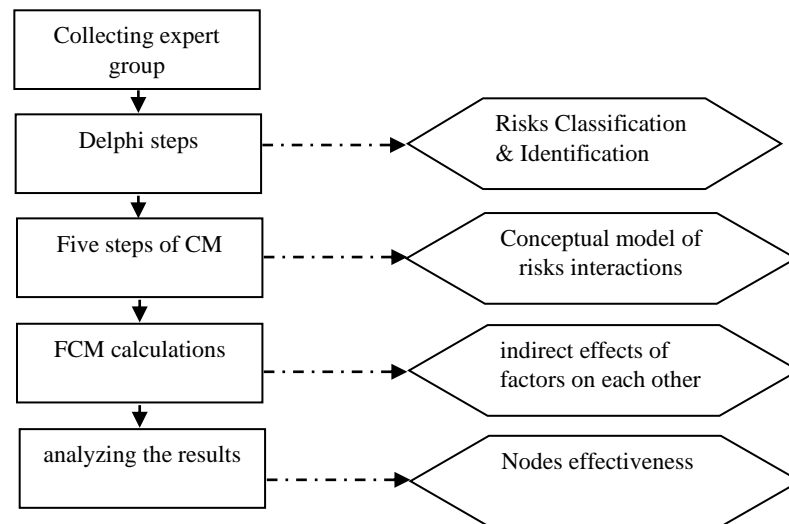 Collecting expert
group
Delphi steps
Risks Classification
& Identification
Five steps of CM
Conceptual model of
risks interactions
FCM calculations
indirect effects of
factors on each other
analyzing the results
Nodes effectiveness